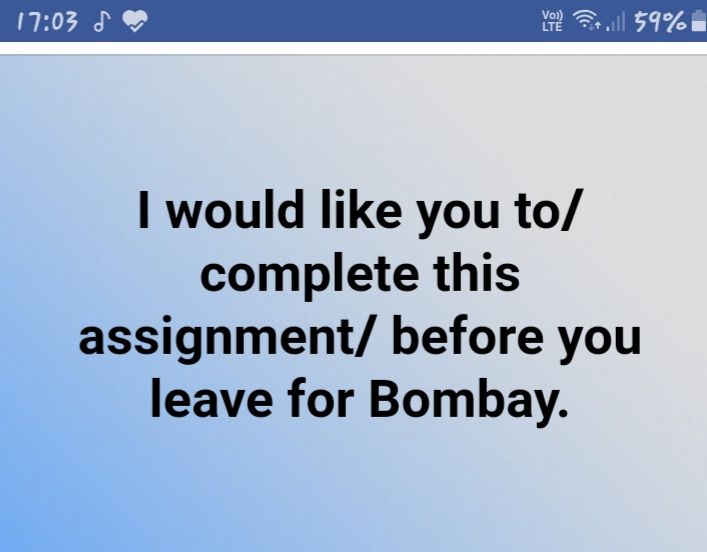 17:03
Vo)) LTE 59%
I would like you to/
complete this
assignment/ before you
leave for Bombay.